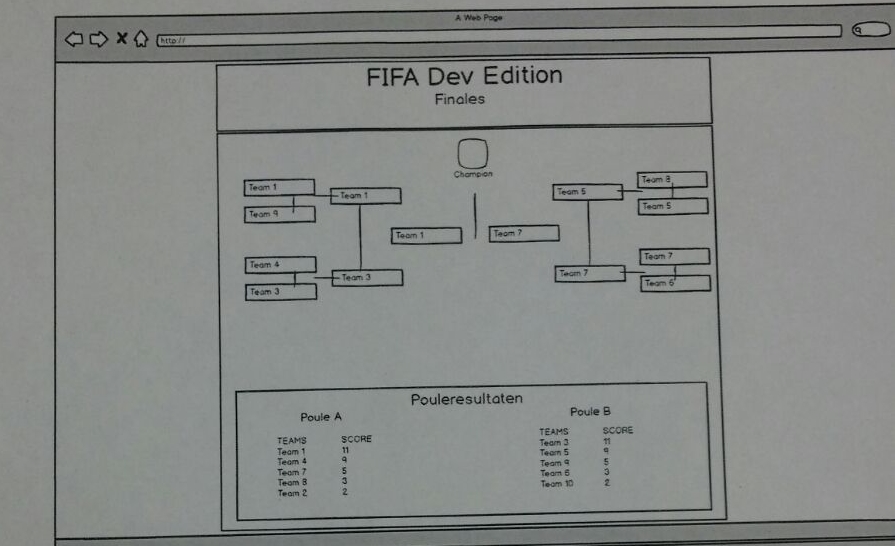 A Web Page
http://
FIFA Dev Edition
Finales
Champion
Team 1
Team 9
Team 1
Team 4
Team 3
Team 3
Team 1
Team 7
Team 5
Team 8
Team 5
Team 7
Team 7
Team 6
Pouleresultaten
Poule A
TEAMS SCORE
Team 1 11
Team 4 9
Team 7 5
Team 8 3
Team 2 2
Poule B
TEAMS SCORE
Team 3 11
Team 5 9
Team 9 5
Team 6 3
Team 10 2